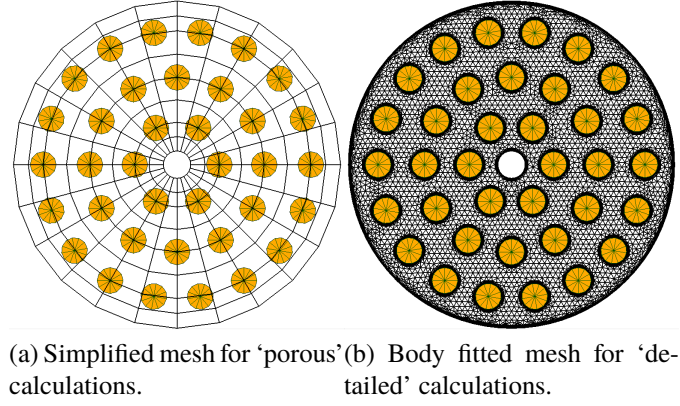 (a) Simplified mesh for ‘porous’
calculations.
(b) Body fitted mesh for ‘de-
tailed’ calculations.